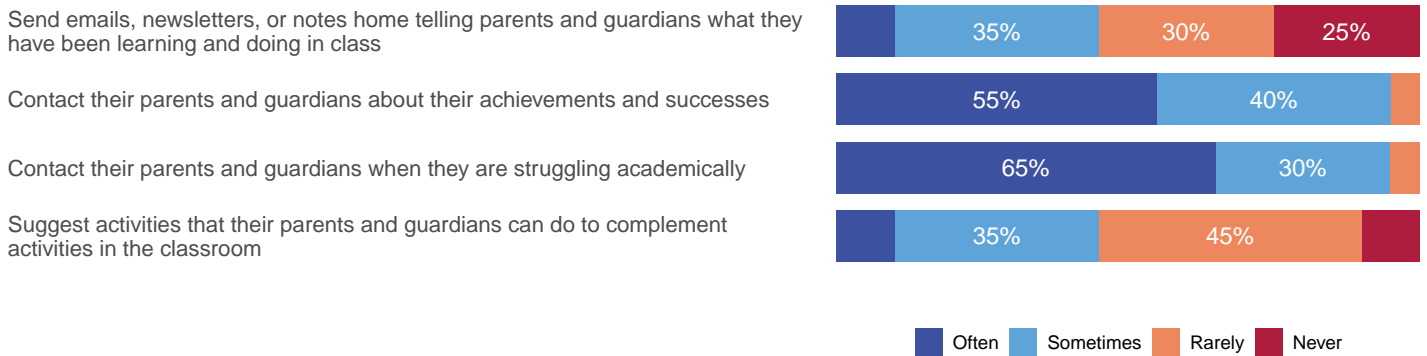 Send emails, newsletters, or notes home telling parents and guardians what they
have been learning and doing in class
35% 30% 25%
Contact their parents and guardians about their achievements and successes
55% 40%
Contact their parents and guardians when they are struggling academically
65% 30%
Suggest activities that their parents and guardians can do to complement
activities in the classroom
35% 45%
Often Sometimes Rarely Never